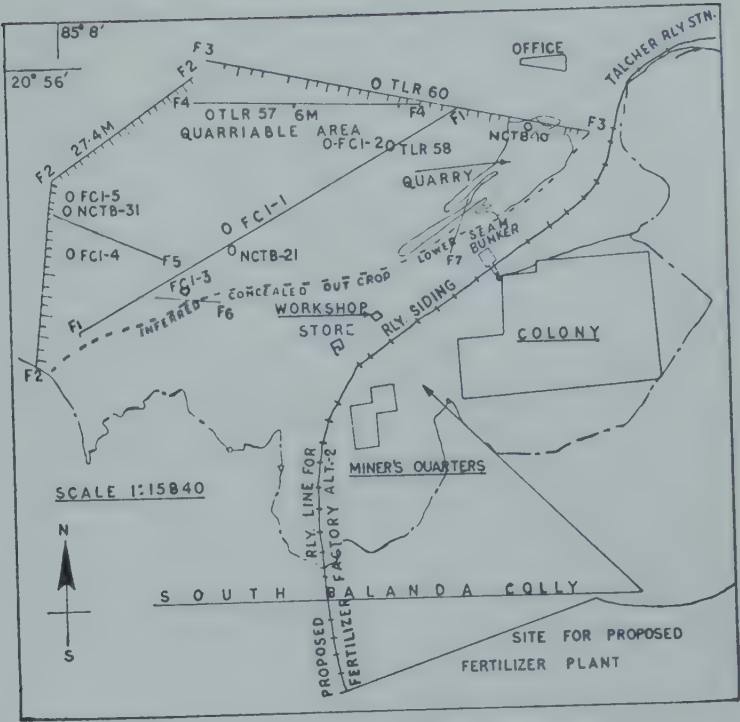 85° 8'
20° 56'
F3
OFFICE
TALCHER RLY STN.
F2
O TLR 60
F4
27·4M
O TLR 57
6M
F4
F1
QUARRIABLE AREA
O-FCI-2
O TLR 58
NCTB-10
F3
F2
QUARRY
O FCI-5
O NCTB-31
O FCI-1
O FCI-4
F5
NCTB-21
LOWER SEAM
BUNKER
F7
FCI-3
INFERRED CONCEALED OUT CROP
F6
F1
WORKSHOP
STORE
RLY. SIDING
COLONY
F2
MINER'S QUARTERS
SCALE 1:15840
N
S
SOUTH BALANDA COLLY
PROPOSED RLY. LINE FOR
FERTILIZER FACTORY ALT.-2
SITE FOR PROPOSED
FERTILIZER PLANT